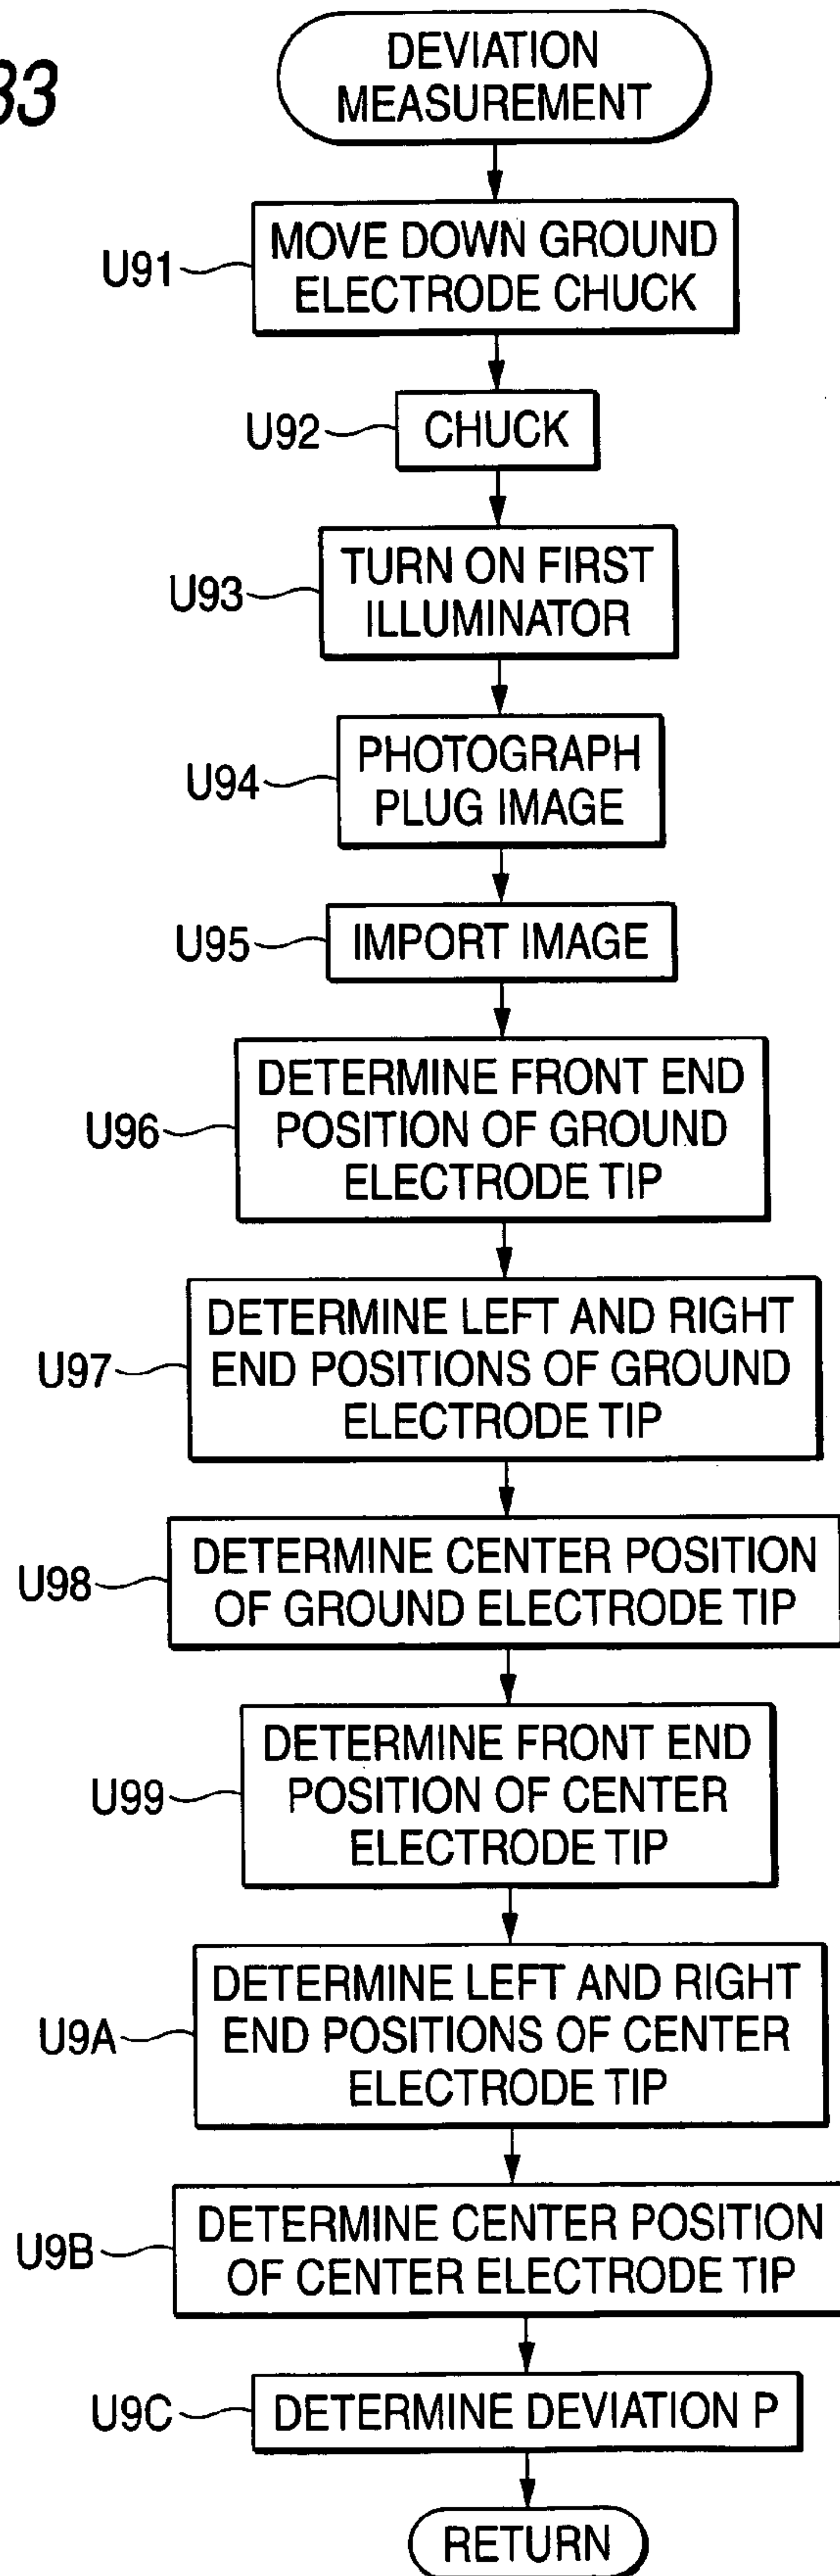 33
DEVIATION
MEASUREMENT
U91
MOVE DOWN GROUND
ELECTRODE CHUCK
U92
CHUCK
U93
TURN ON FIRST
ILLUMINATOR
U94
PHOTOGRAPH
PLUG IMAGE
U95
IMPORT IMAGE
U96
DETERMINE FRONT END
POSITION OF GROUND
ELECTRODE TIP
U97
DETERMINE LEFT AND RIGHT
END POSITIONS OF GROUND
ELECTRODE TIP
U98
DETERMINE CENTER POSITION
OF GROUND ELECTRODE TIP
U99
DETERMINE FRONT END
POSITION OF CENTER
ELECTRODE TIP
U9A
DETERMINE LEFT AND RIGHT
END POSITIONS OF CENTER
ELECTRODE TIP
U9B
DETERMINE CENTER POSITION
OF CENTER ELECTRODE TIP
U9C
DETERMINE DEVIATION P
RETURN